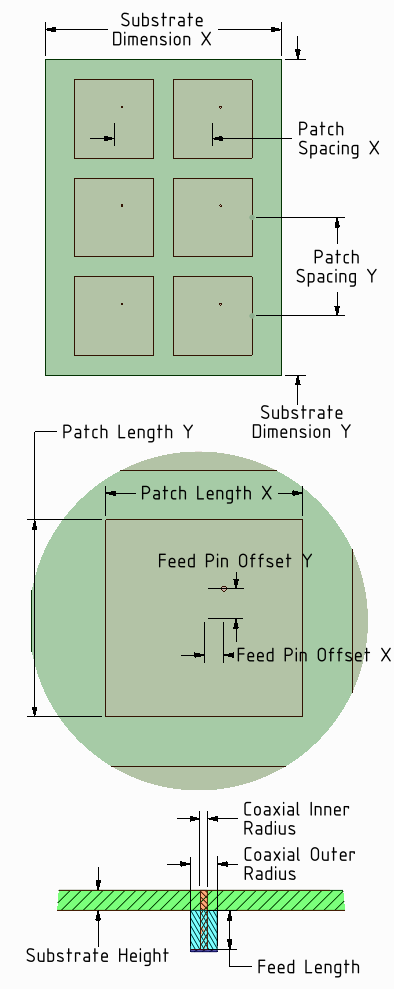 Substrate
Dimension X
Patch
Spacing X
Patch
Spacing Y
Substrate
Dimension Y
Patch Length Y
Patch Length X
Feed Pin Offset Y
Feed Pin Offset X
Coaxial Inner
Radius
Coaxial Outer
Radius
Substrate Height
Feed Length